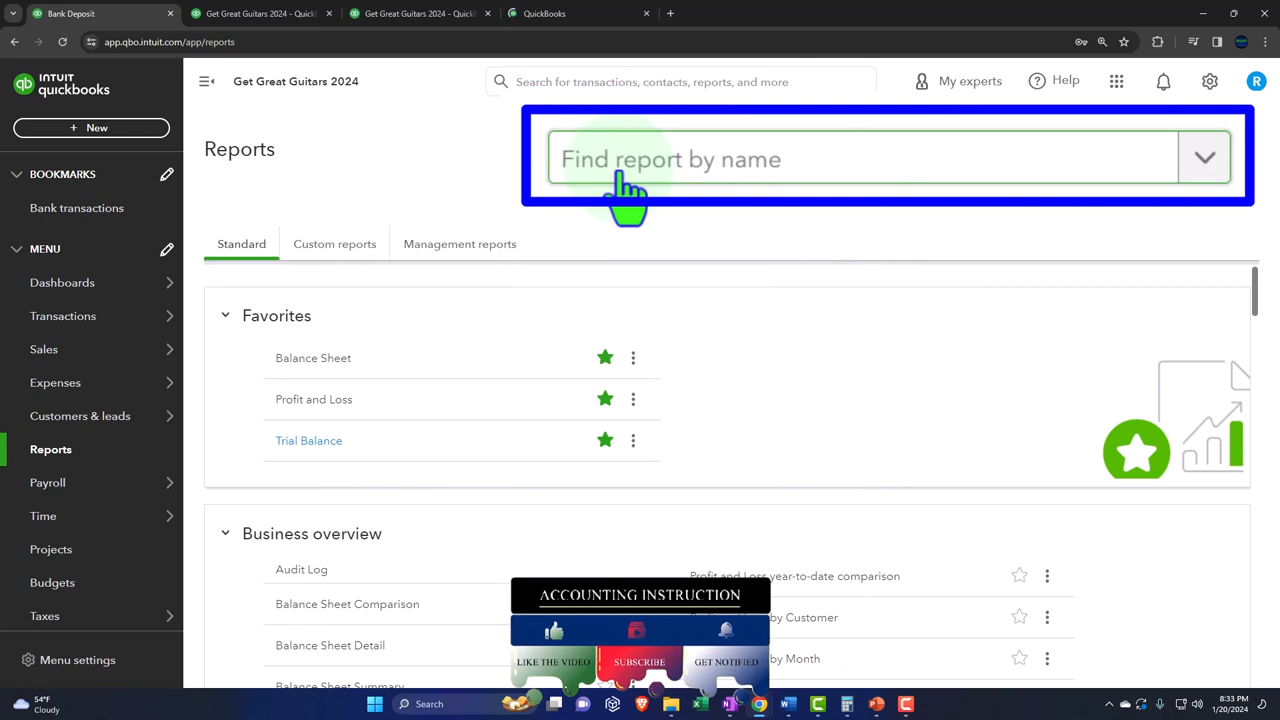 Bank Deposit
Get Great Guitars 2024 - Quick
Get Great Guitars 2024 - Quick
QuickBooks
app.qbo.intuit.com/app/reports
INTUIT
quickbooks
Get Great Guitars 2024
Search for transactions, contacts, reports, and more
My experts
Help
R
+ New
Reports
Find report by name
BOOKMARKS
Bank transactions
MENU
Standard
Custom reports
Management reports
Dashboards
Transactions
Sales
Expenses
Customers & leads
Reports
Payroll
Time
Projects
Budgets
Taxes
Menu settings
Favorites
Balance Sheet
Profit and Loss
Trial Balance
Business overview
Audit Log
Profit and Loss year-to-date comparison
Balance Sheet Comparison
by Customer
Balance Sheet Detail
by Month
Balance Sheet Summary
ACCOUNTING INSTRUCTION
LIKE THE VIDEO
SUBSCRIBE
GET NOTIFIED
54°F
Cloudy
Search
8:33 PM
1/20/2024